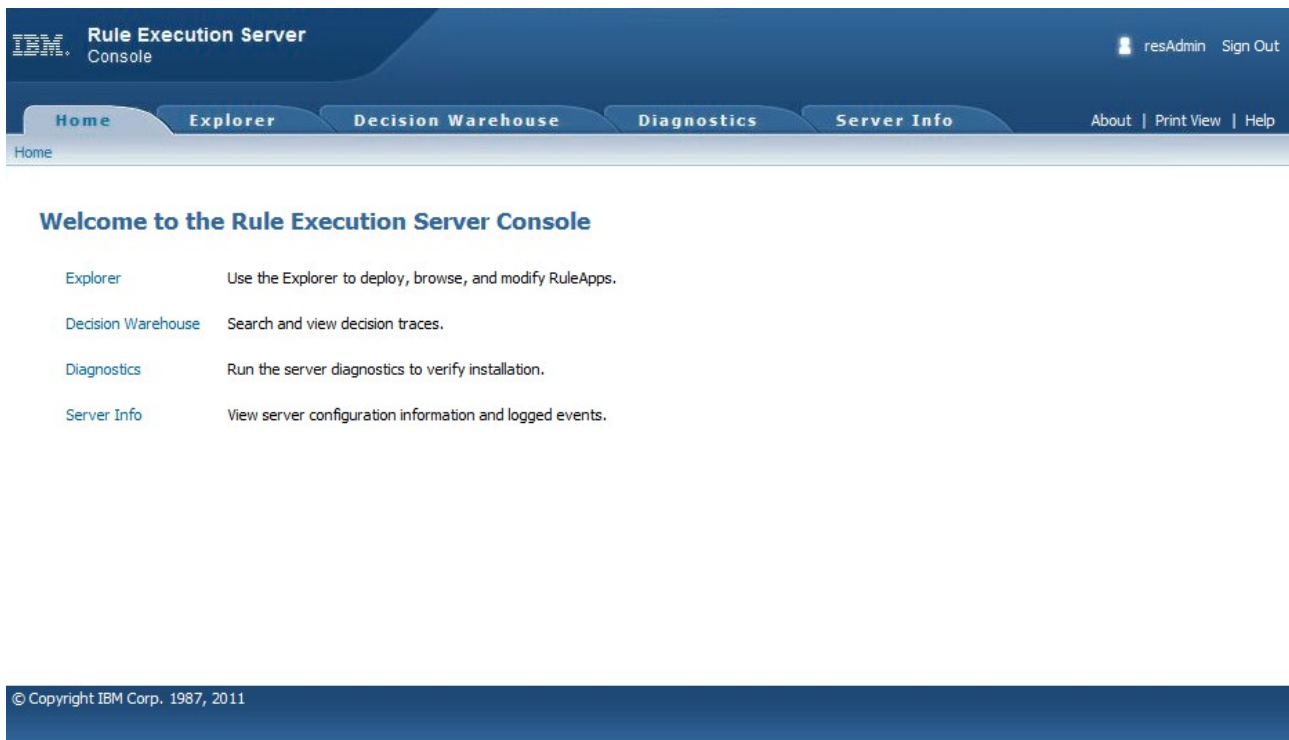 IBM. Rule Execution Server
Console
resAdmin Sign Out
Home Explorer Decision Warehouse Diagnostics Server Info About | Print View | Help
Home
Welcome to the Rule Execution Server Console
Explorer Use the Explorer to deploy, browse, and modify RuleApps.
Decision Warehouse Search and view decision traces.
Diagnostics Run the server diagnostics to verify installation.
Server Info View server configuration information and logged events.
© Copyright IBM Corp. 1987, 2011